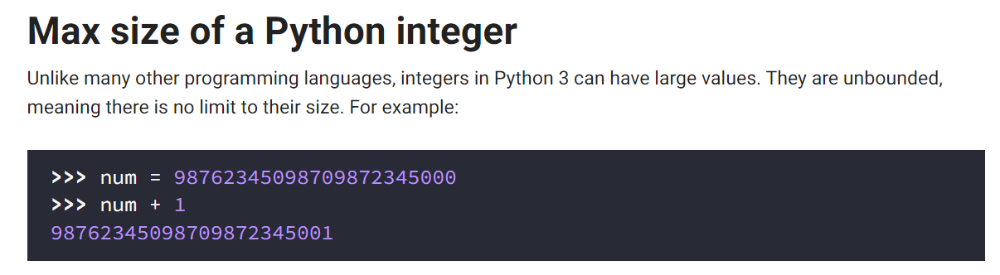 Max size of a Python integer
Unlike many other programming languages, integers in Python 3 can have large values. They are unbounded,
meaning there is no limit to their size. For example:
>>> num = 98762345098709872345000
>>> num + 1
98762345098709872345001